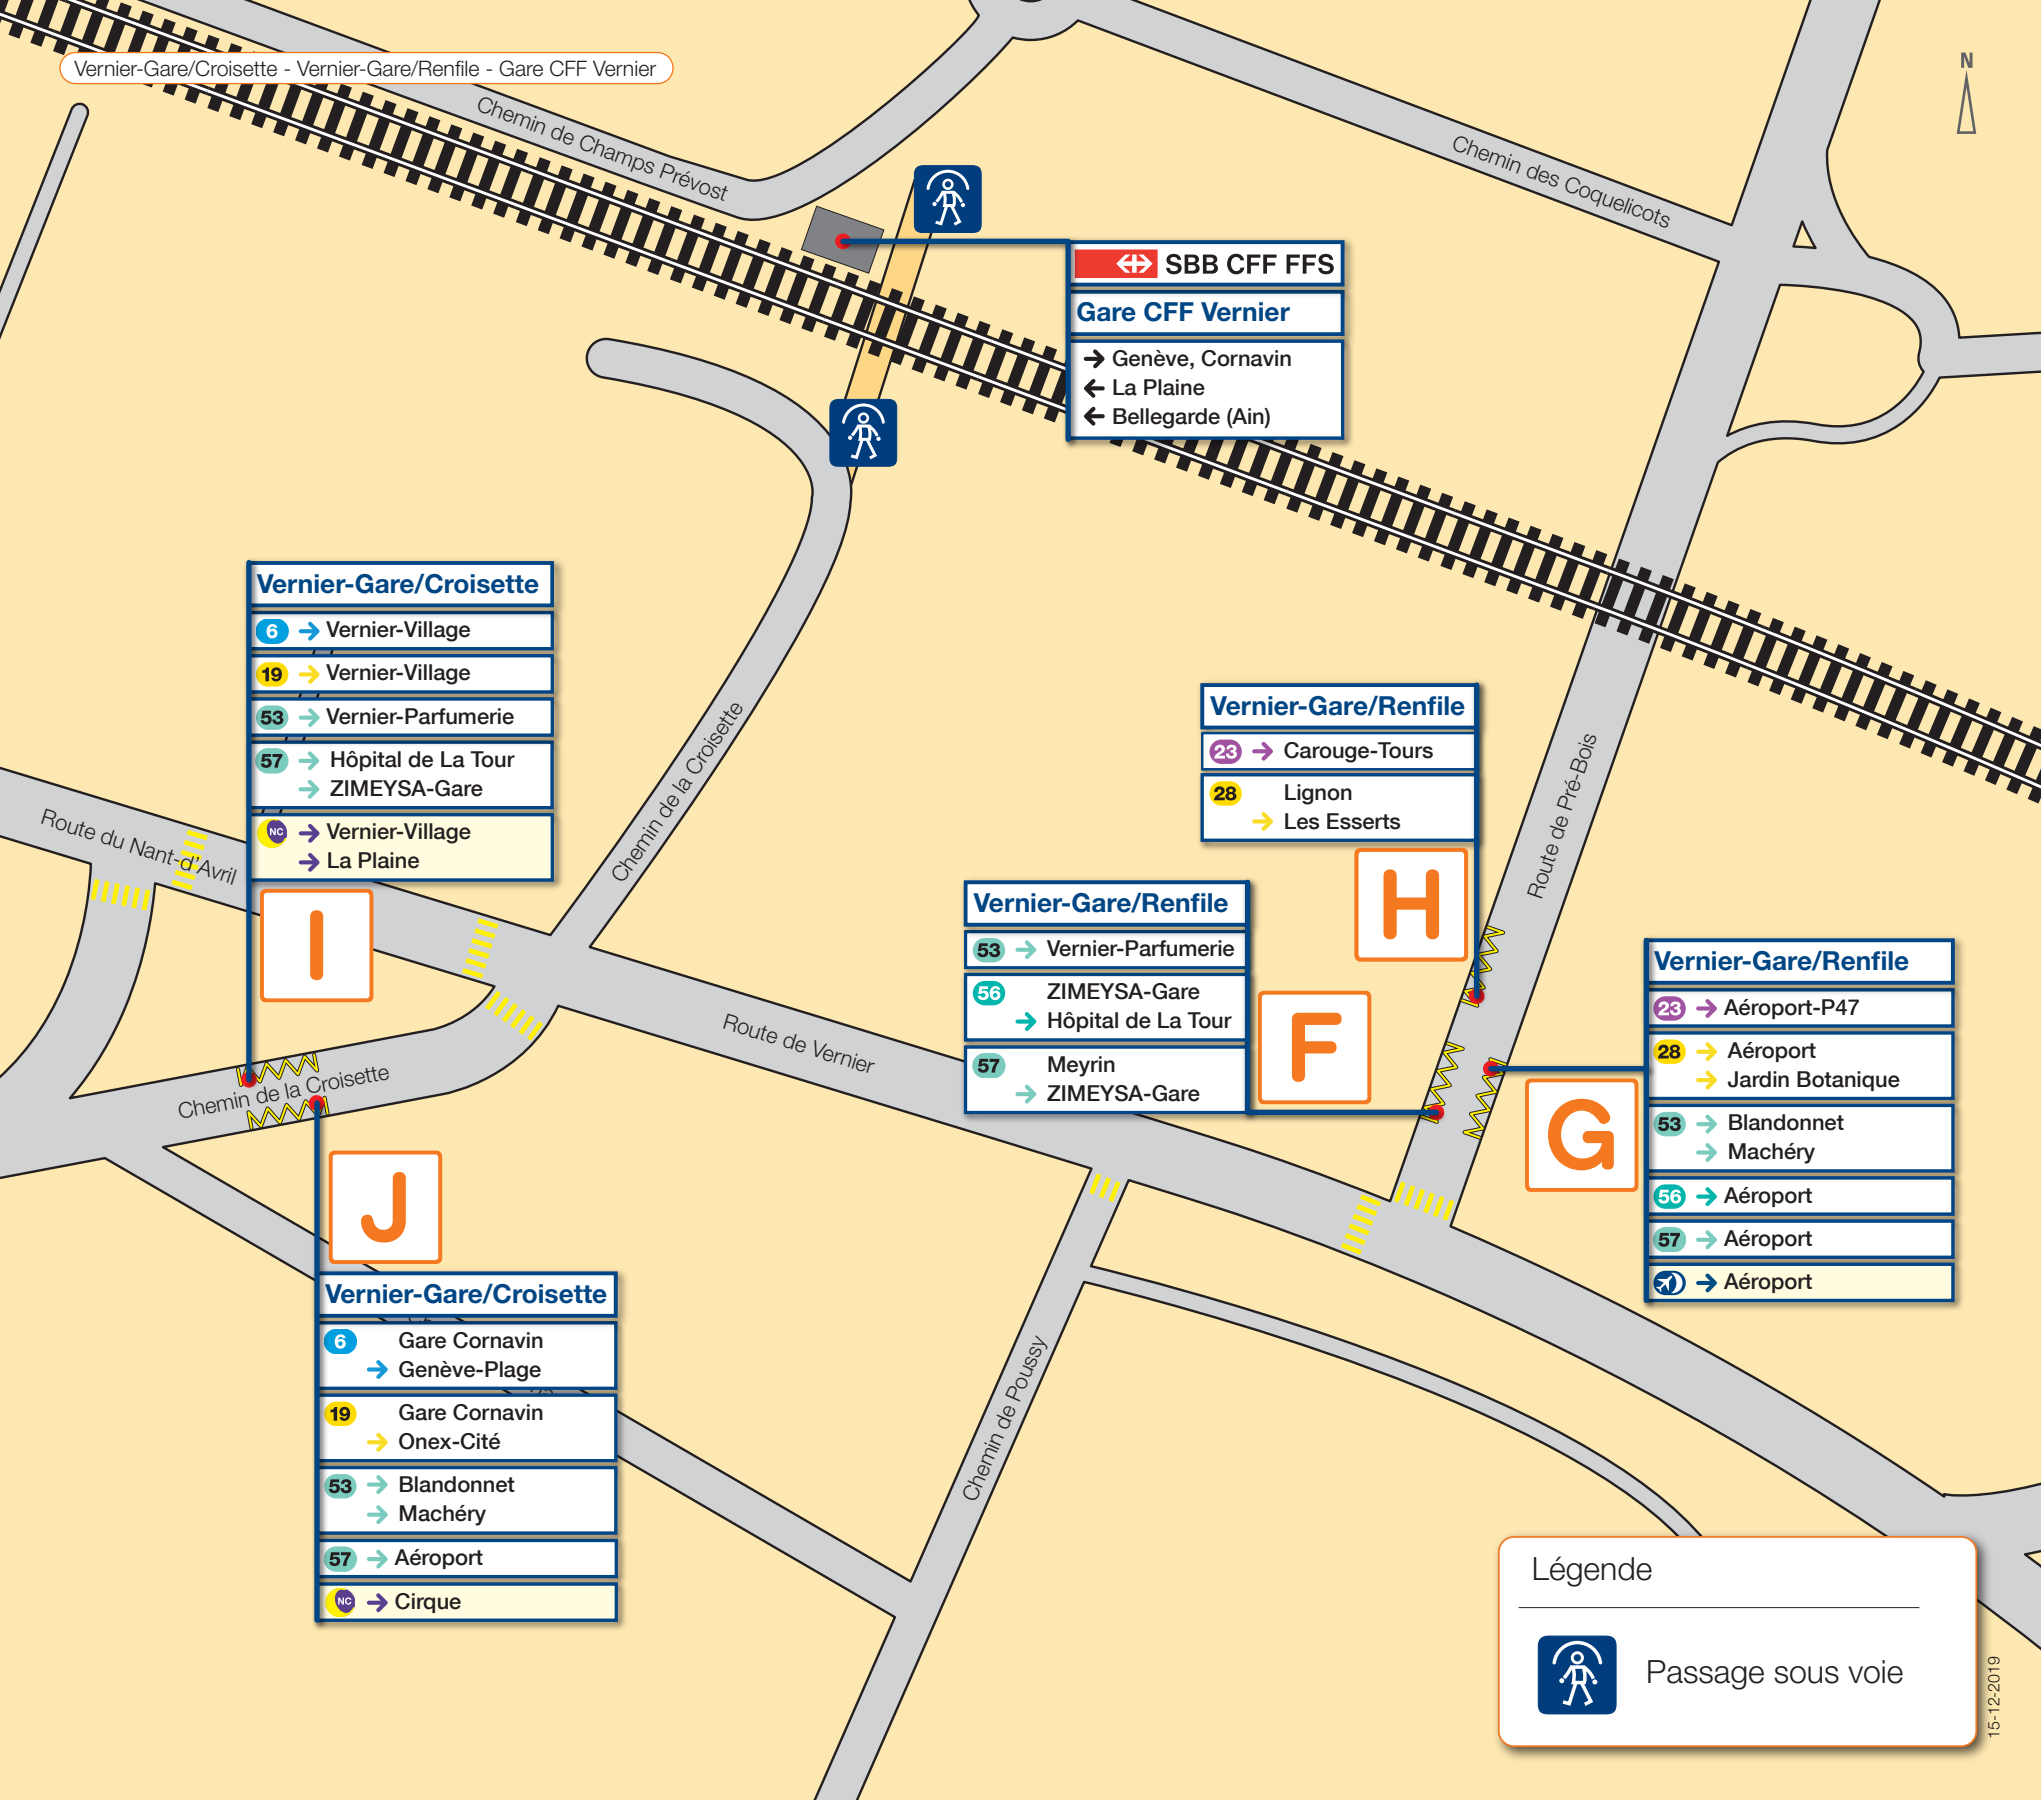 Vernier-Gare/Croisette - Vernier-Gare/Renfile - Gare CFF Vernier
N
Chemin de Champs Prévost
Chemin des Coquelicots
SBB CFF FFS
Gare CFF Vernier
→ Genève, Cornavin
← La Plaine
← Bellegarde (Ain)
Vernier-Gare/Croisette
6 → Vernier-Village
19 → Vernier-Village
53 → Vernier-Parfumerie
57 → Hôpital de La Tour
→ ZIMEYSA-Gare
NC → Vernier-Village
→ La Plaine
I
Route du Nant-d'Avril
Chemin de la Croisette
Vernier-Gare/Renfile
23 → Carouge-Tours
28 Lignon
→ Les Esserts
H
Route de Pré-Bois
Vernier-Gare/Renfile
53 → Vernier-Parfumerie
56 ZIMEYSA-Gare
→ Hôpital de La Tour
57 Meyrin
→ ZIMEYSA-Gare
F
Vernier-Gare/Renfile
23 → Aéroport-P47
28 → Aéroport
→ Jardin Botanique
53 → Blandonnet
→ Machéry
56 → Aéroport
57 → Aéroport
→ Aéroport
G
Route de Vernier
Chemin de la Croisette
J
Vernier-Gare/Croisette
6 Gare Cornavin
→ Genève-Plage
19 Gare Cornavin
→ Onex-Cité
53 → Blandonnet
→ Machéry
57 → Aéroport
NC → Cirque
Chemin de Poussy
Légende
Passage sous voie
15-12-2019